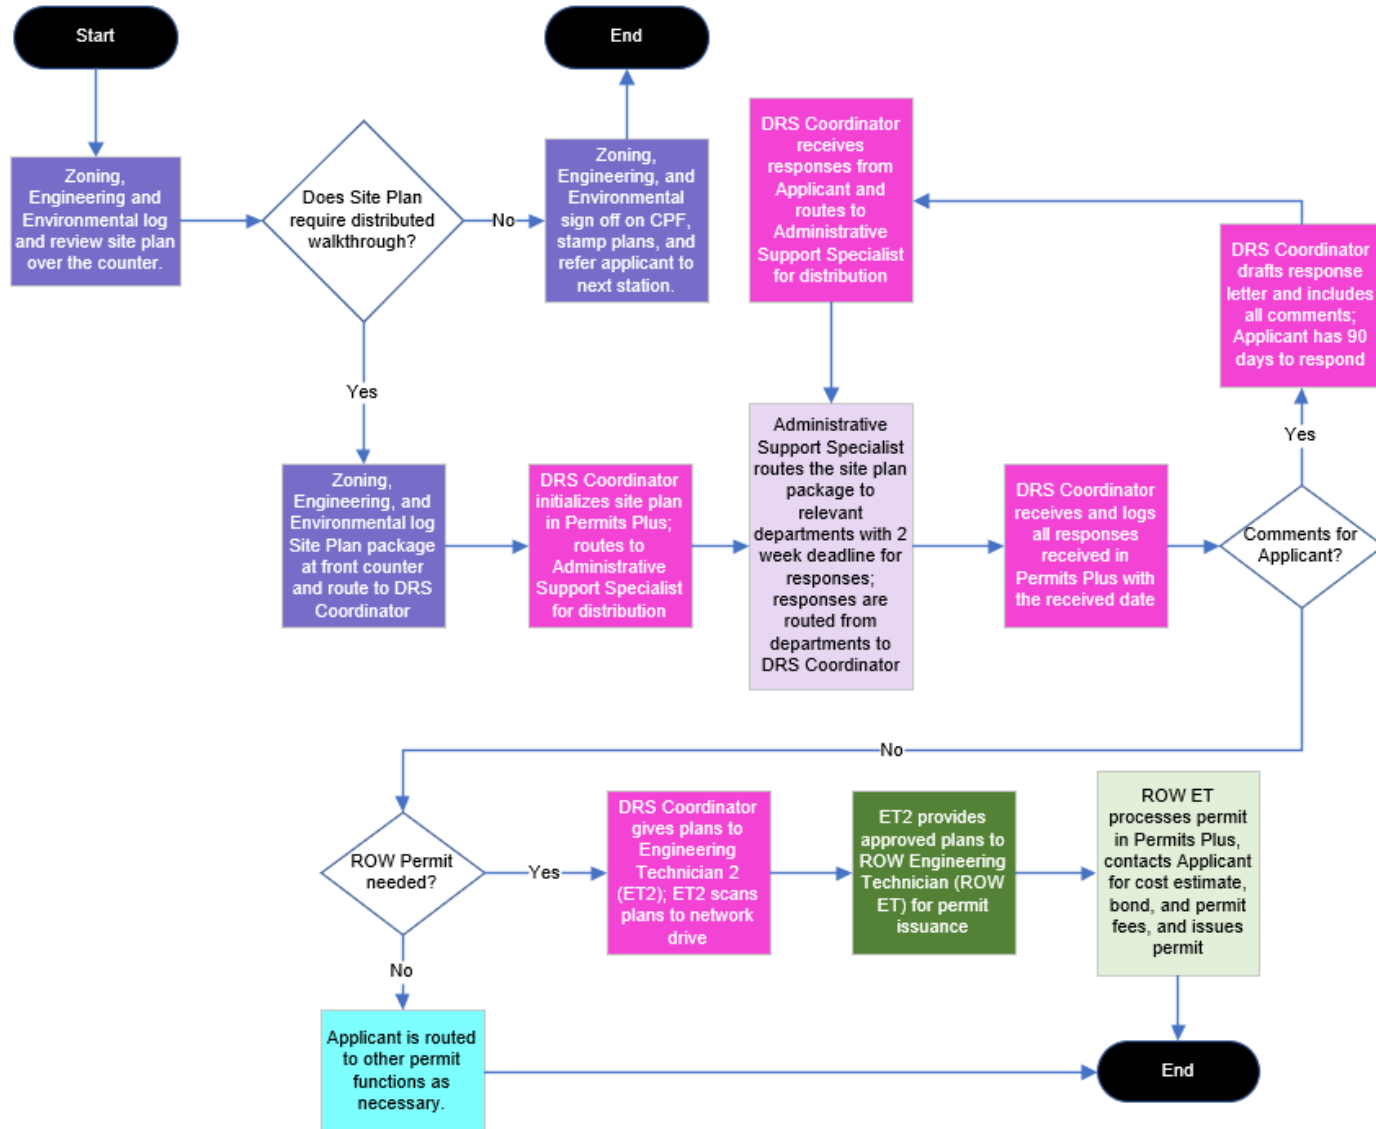 Start
End
Zoning,
Engineering and
Environmental log
and review site plan
over the counter.
Does Site Plan
require distributed
walkthrough?
No
Zoning,
Engineering, and
Environmental
sign off on CPF,
stamp plans, and
refer applicant to
next station.
DRS Coordinator
receives
responses from
Applicant and
routes to
Administrative
Support Specialist
for distribution
DRS Coordinator
drafts response
letter and includes
all comments;
Applicant has 90
days to respond
Yes
Zoning,
Engineering, and
Environmental log
Site Plan package
at front counter
and route to DRS
Coordinator
DRS Coordinator
initializes site plan
in Permits Plus;
routes to
Administrative
Support Specialist
for distribution
Administrative
Support Specialist
routes the site plan
package to
relevant
departments with 2
week deadline for
responses;
responses are
routed from
departments to
DRS Coordinator
DRS Coordinator
receives and logs
all responses
received in
Permits Plus with
the received date
Yes
Comments for
Applicant?
No
ROW Permit
needed?
Yes
DRS Coordinator
gives plans to
Engineering
Technician 2
(ET2); ET2 scans
plans to network
drive
ET2 provides
approved plans to
ROW Engineering
Technician (ROW
ET) for permit
issuance
ROW ET
processes permit
in Permits Plus,
contacts Applicant
for cost estimate,
bond, and permit
fees, and issues
permit
No
Applicant is routed
to other permit
functions as
necessary.
End